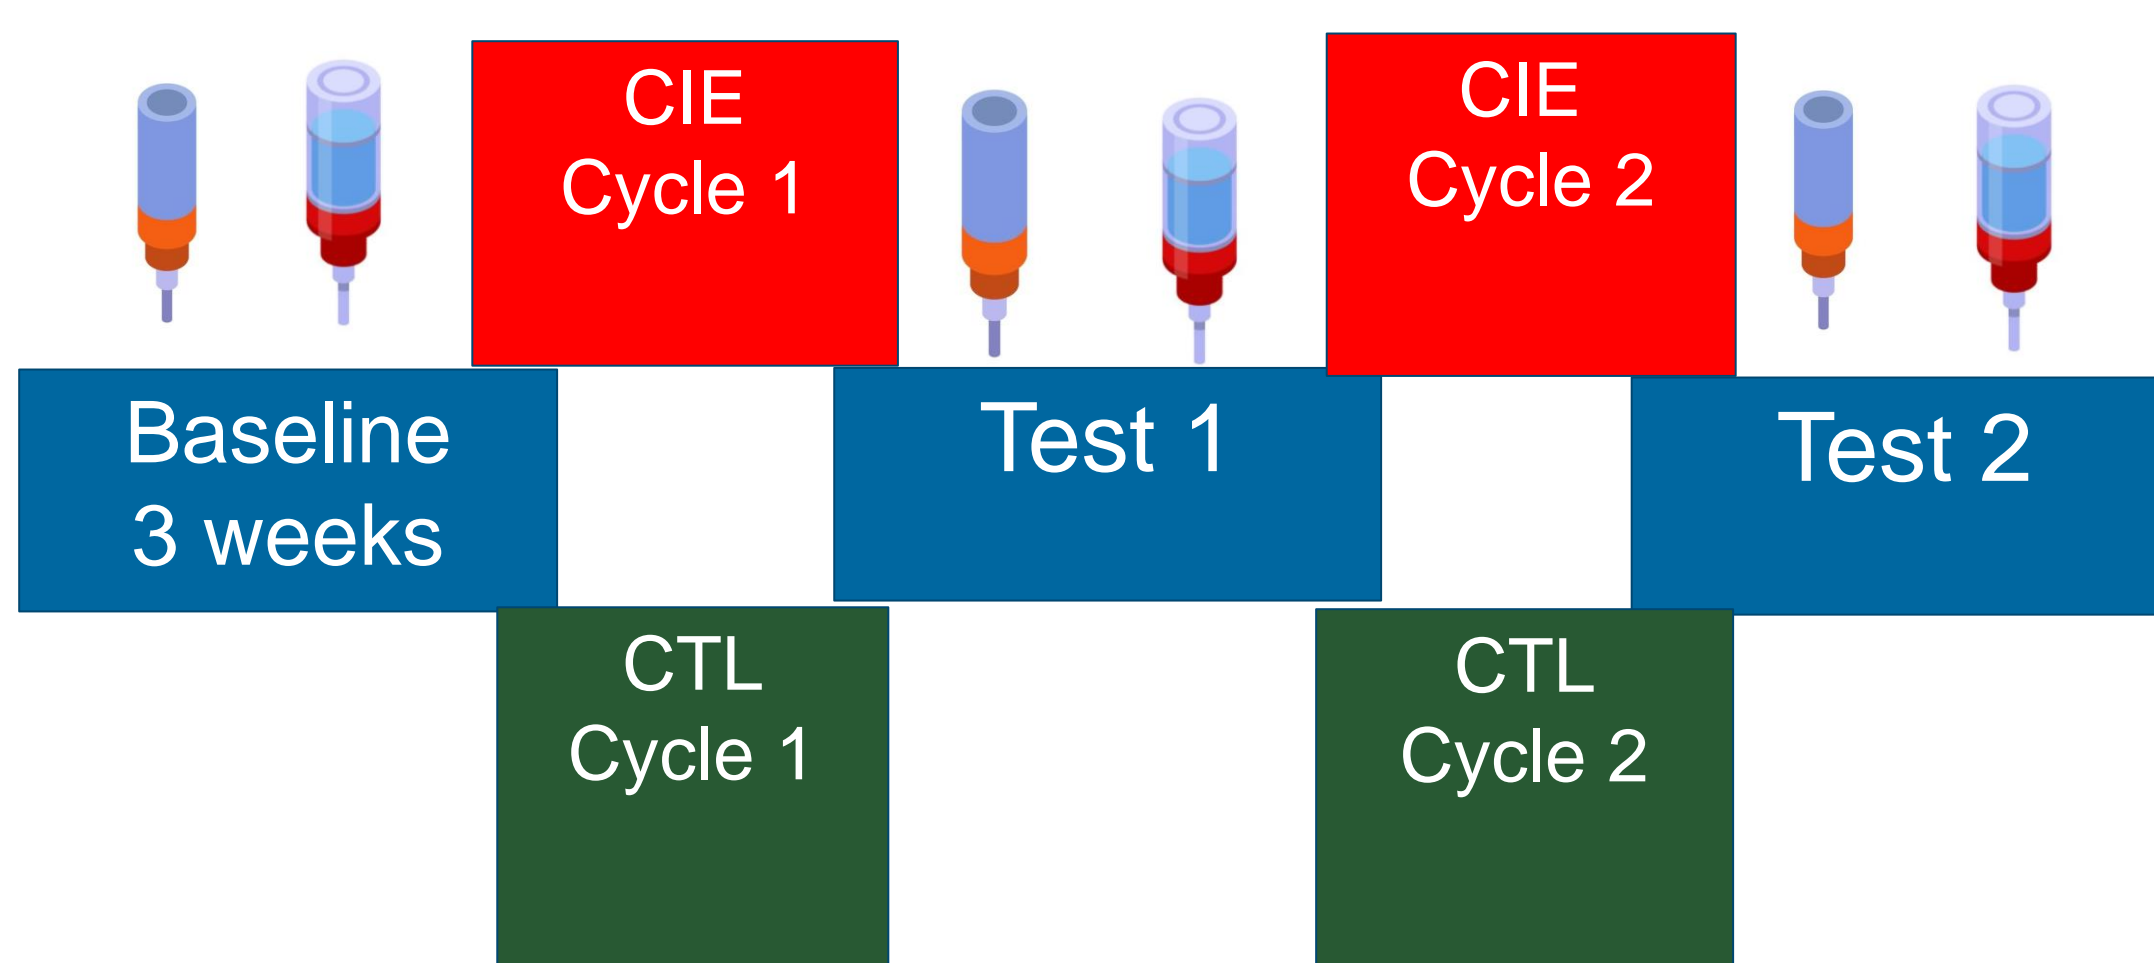 CIE
Cycle 1
CIE
Cycle 2
Baseline
3 weeks
Test 1
Test 2
CTL
Cycle 1
CTL
Cycle 2